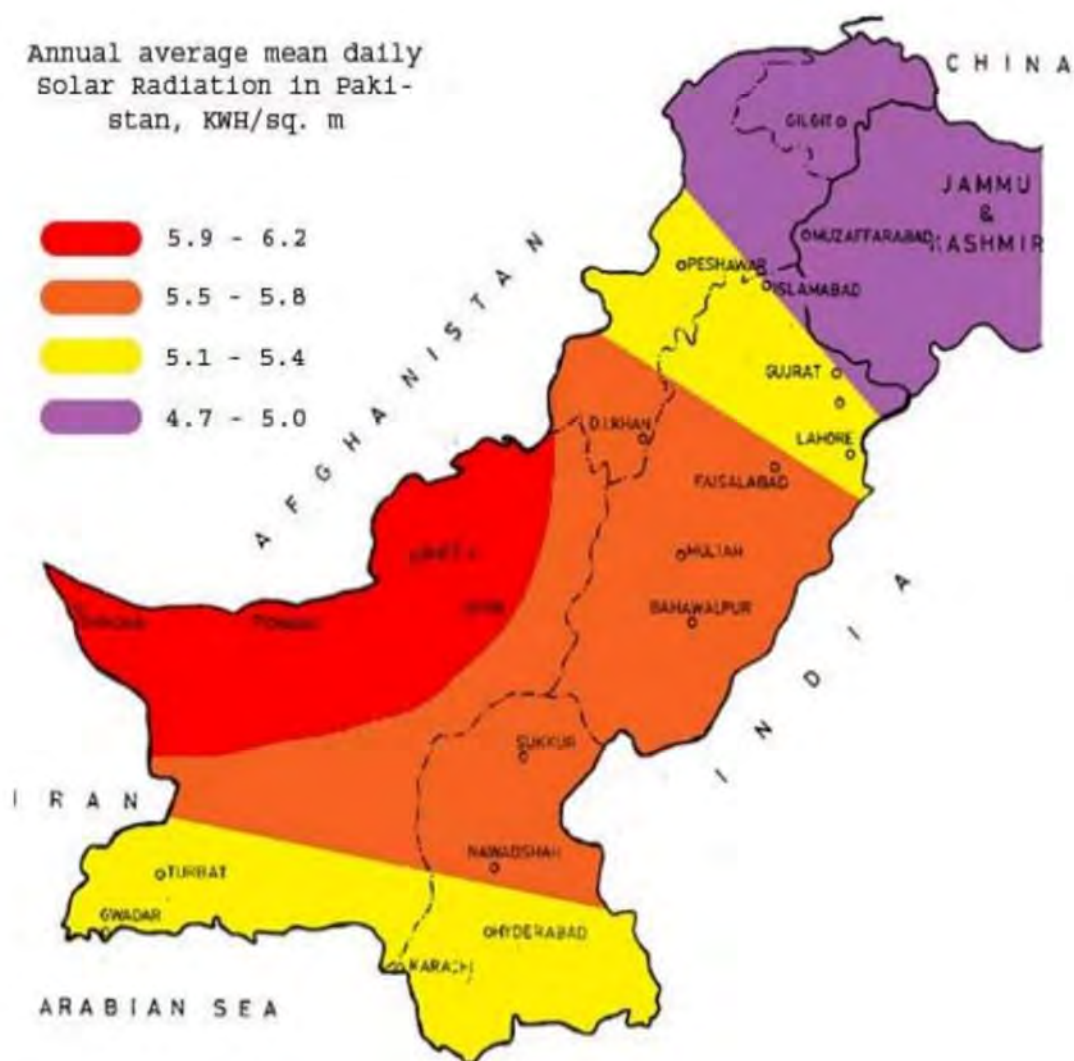 Annual average mean daily
Solar Radiation in Paki-
stan, KWH/sq. m
5.9 - 6.2
5.5 - 5.8
5.1 - 5.4
4.7 - 5.0
CHINA
GILGIT
JAMMU
&
KASHMIR
MUZAFFARABAD
PESHAWAR
ISLAMABAD
AFGHANISTAN
GUJRAT
D.I.KHAN
LAHORE
FAISALABAD
MULTAN
BAHAWALPUR
INDIA
SUKKUR
IRAN
NAWABSHAH
TURBAT
GWADAR
HYDERABAD
KARACHI
ARABIAN SEA